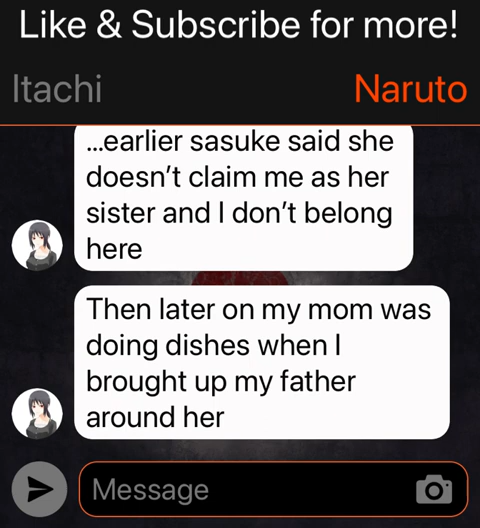 Like & Subscribe for more!
Itachi Naruto
...earlier sasuke said she
doesn't claim me as her
sister and I don't belong
here
Then later on my mom was
doing dishes when I
brought up my father
around her
Message